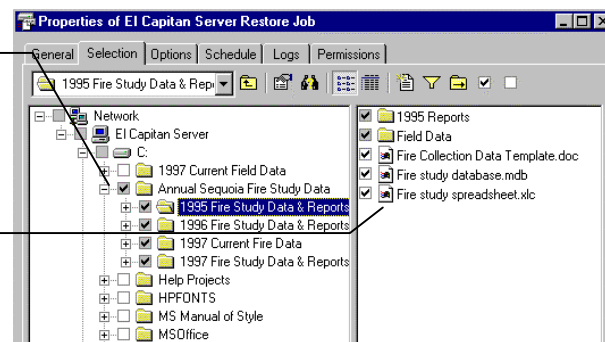 Properties of El Capitan Server Restore Job
General Selection Options Schedule Logs Permissions
1995 Fire Study Data & Rep
Network
El Capitan Server
C:
1997 Current Field Data
Annual Sequoia Fire Study Data
1995 Fire Study Data & Reports
1996 Fire Study Data & Reports
1997 Current Fire Data
1997 Fire Study Data & Reports
Help Projects
HPFONTS
MS Manual of Style
MSOffice
1995 Reports
Field Data
Fire Collection Data Template.doc
Fire study database.mdb
Fire study spreadsheet.xlc